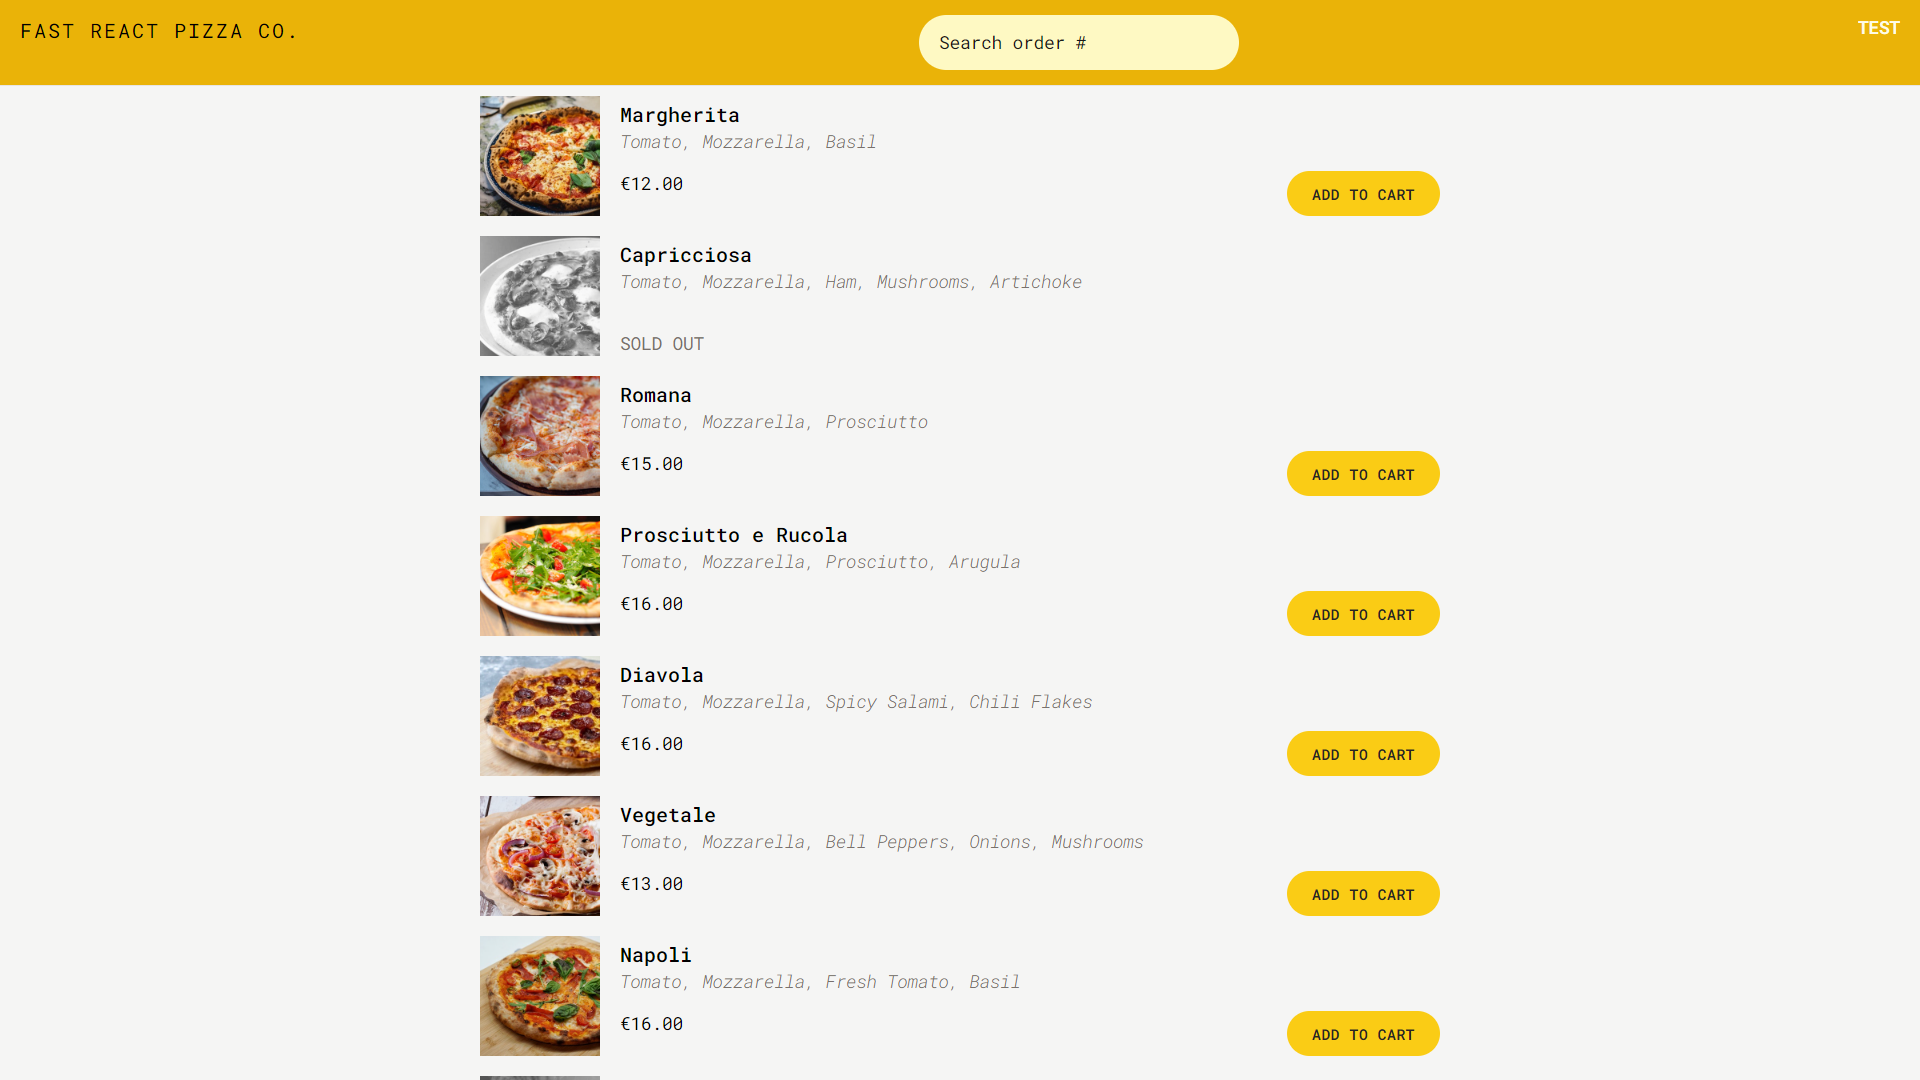 FAST REACT PIZZA CO.
Search order #
TEST
Margherita
Tomato, Mozzarella, Basil
€12.00
ADD TO CART
Capricciosa
Tomato, Mozzarella, Ham, Mushrooms, Artichoke
SOLD OUT
Romana
Tomato, Mozzarella, Prosciutto
€15.00
ADD TO CART
Prosciutto e Rucola
Tomato, Mozzarella, Prosciutto, Arugula
€16.00
ADD TO CART
Diavola
Tomato, Mozzarella, Spicy Salami, Chili Flakes
€16.00
ADD TO CART
Vegetale
Tomato, Mozzarella, Bell Peppers, Onions, Mushrooms
€13.00
ADD TO CART
Napoli
Tomato, Mozzarella, Fresh Tomato, Basil
€16.00
ADD TO CART